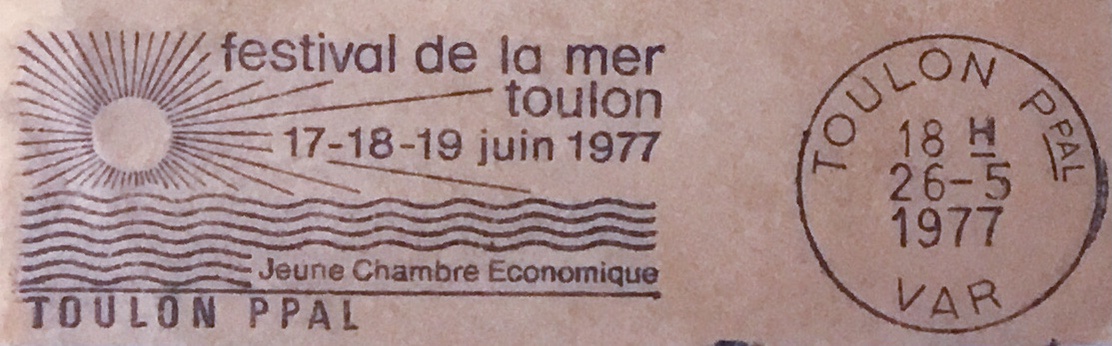 festival de la mer
toulon
17-18-19 juin 1977
Jeune Chambre Economique
TOULON PPAL
TOULON PPAL
18 H
26-5
1977
VAR